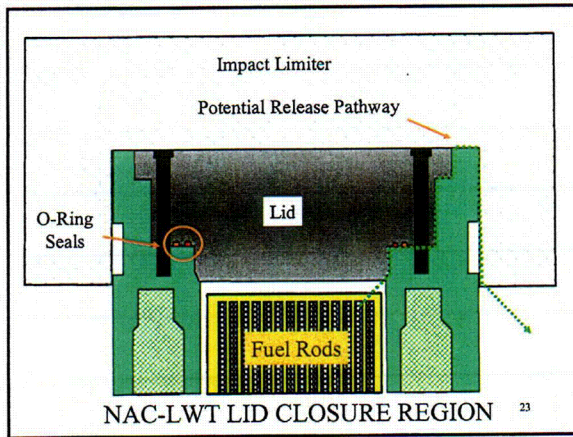 Impact Limiter
Potential Release Pathway
O-Ring
Seals
Lid
Fuel Rods
NAC-LWT LID CLOSURE REGION
23